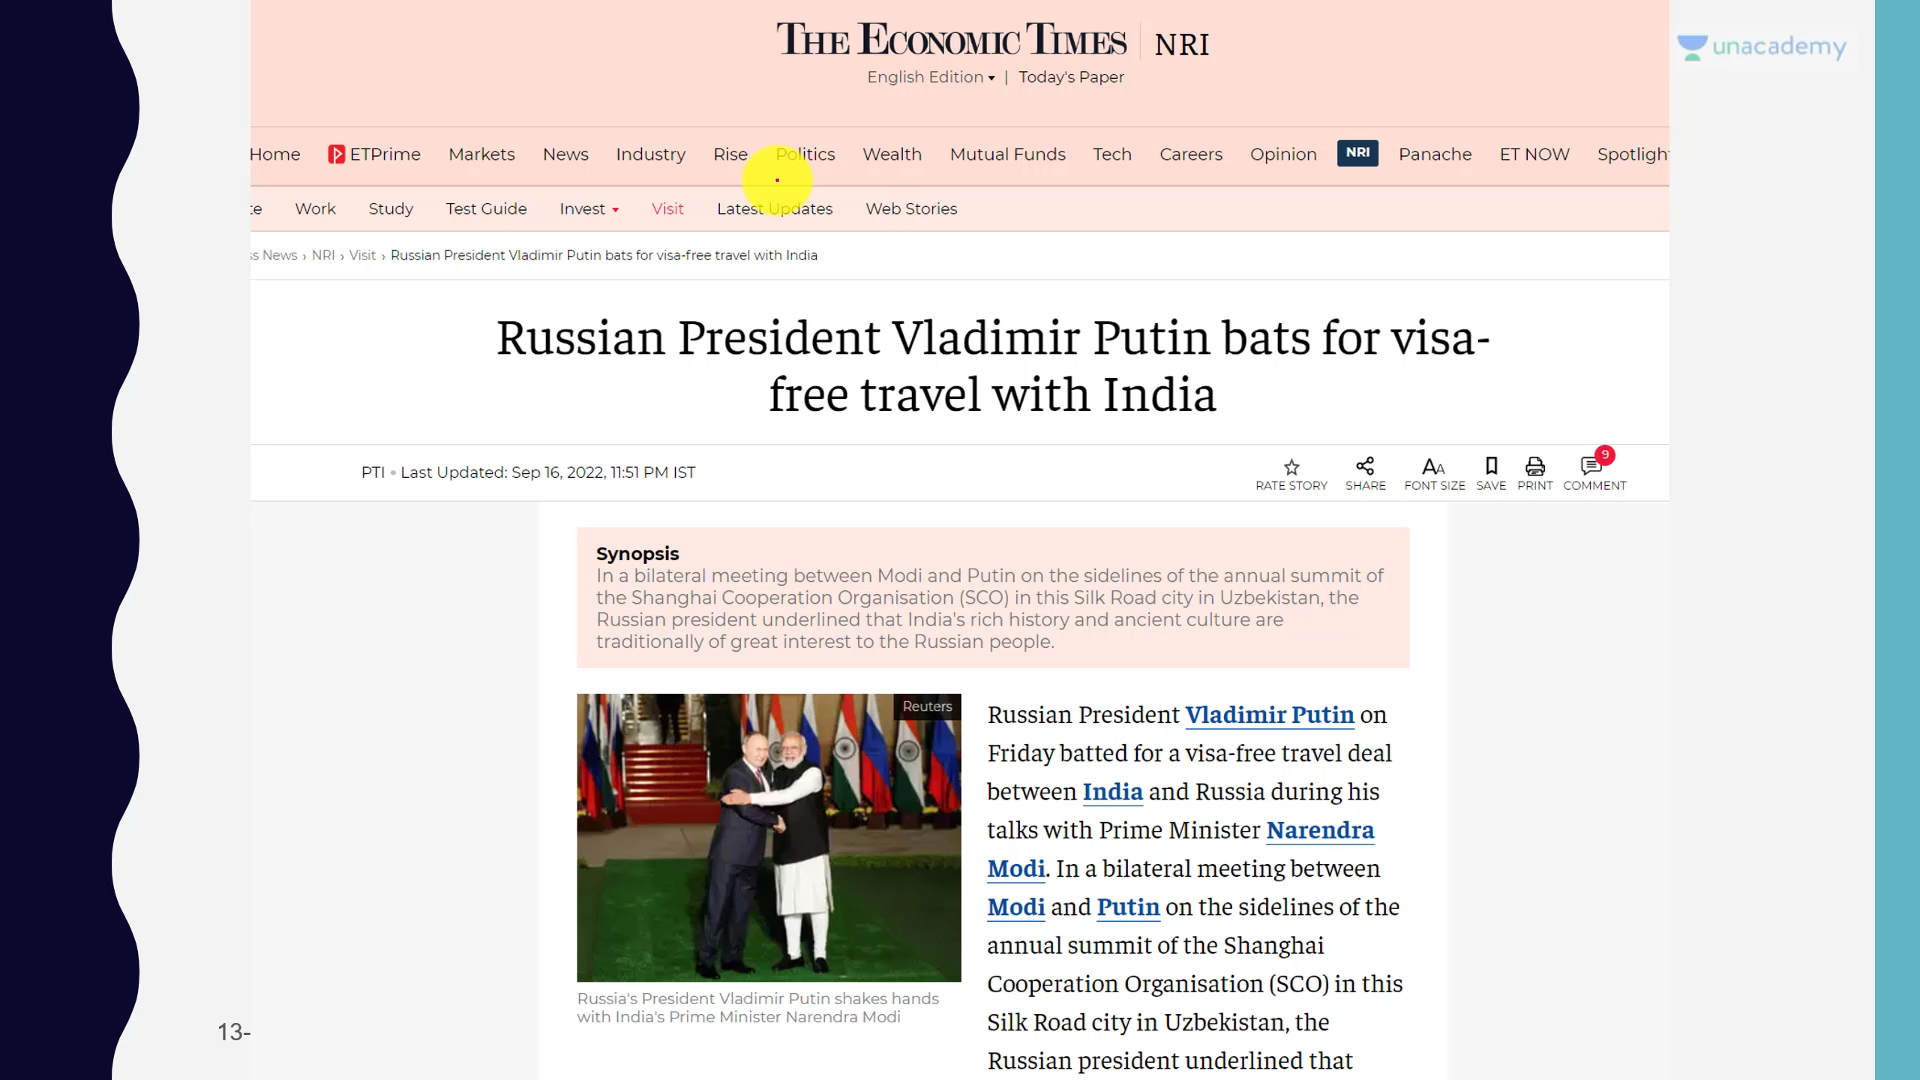 THE ECONOMIC TIMES | NRI
unacademy
English Edition | Today's Paper
Home ETPrime Markets News Industry Rise Politics Wealth Mutual Funds Tech Careers Opinion NRI Panache ET NOW Spotligh
te Work Study Test Guide Invest Visit Latest Updates Web Stories
ss News › NRI › Visit › Russian President Vladimir Putin bats for visa-free travel with India
Russian President Vladimir Putin bats for visa-
free travel with India
PTI • Last Updated: Sep 16, 2022, 11:51 PM IST
9
RATE STORY SHARE FONT SIZE SAVE PRINT COMMENT
Synopsis
In a bilateral meeting between Modi and Putin on the sidelines of the annual summit of
the Shanghai Cooperation Organisation (SCO) in this Silk Road city in Uzbekistan, the
Russian president underlined that India's rich history and ancient culture are
traditionally of great interest to the Russian people.
Reuters
Russia's President Vladimir Putin shakes hands
with India's Prime Minister Narendra Modi
Russian President Vladimir Putin on
Friday batted for a visa-free travel deal
between India and Russia during his
talks with Prime Minister Narendra
Modi. In a bilateral meeting between
Modi and Putin on the sidelines of the
annual summit of the Shanghai
Cooperation Organisation (SCO) in this
Silk Road city in Uzbekistan, the
Russian president underlined that
13-